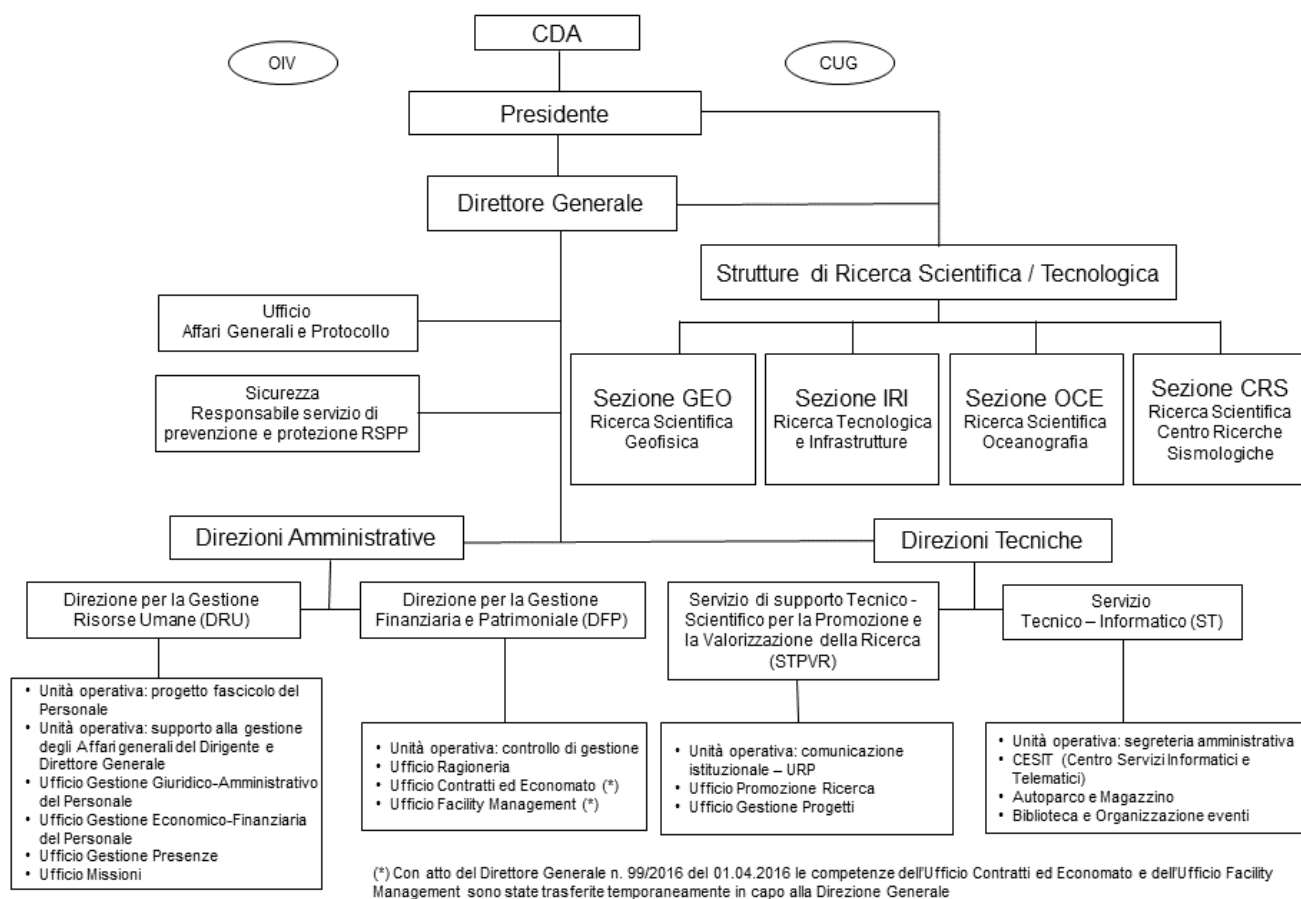 CDA
OIV
CUG
Presidente
Direttore Generale
Strutture di Ricerca Scientifica / Tecnologica
Ufficio
Affari Generali e Protocollo
Sicurezza
Responsabile servizio di
prevenzione e protezione RSPP
Sezione GEO
Ricerca Scientifica
Geofisica
Sezione IRI
Ricerca Tecnologica
e Infrastrutture
Sezione OCE
Ricerca Scientifica
Oceanografia
Sezione CRS
Ricerca Scientifica
Centro Ricerche
Sismologiche
Direzioni Amministrative
Direzioni Tecniche
Direzione per la Gestione
Risorse Umane (DRU)
Direzione per la Gestione
Finanziaria e Patrimoniale (DFP)
Servizio di supporto Tecnico -
Scientifico per la Promozione e
la Valorizzazione della Ricerca
(STPVR)
Servizio
Tecnico – Informatico (ST)
• Unità operativa: progetto fascicolo del
Personale
• Unità operativa: supporto alla gestione
degli Affari generali del Dirigente e
Direttore Generale
• Ufficio Gestione Giuridico-Amministrativo
del Personale
• Ufficio Gestione Economico-Finanziaria
del Personale
• Ufficio Gestione Presenze
• Ufficio Missioni
• Unità operativa: controllo di gestione
• Ufficio Ragioneria
• Ufficio Contratti ed Economato (*)
• Ufficio Facility Management (*)
• Unità operativa: comunicazione
istituzionale – URP
• Ufficio Promozione Ricerca
• Ufficio Gestione Progetti
• Unità operativa: segreteria amministrativa
• CESIT (Centro Servizi Informatici e
Telematici)
• Autoparco e Magazzino
• Biblioteca e Organizzazione eventi
(*) Con atto del Direttore Generale n. 99/2016 del 01.04.2016 le competenze dell'Ufficio Contratti ed Economato e dell'Ufficio Facility
Management sono state trasferite temporaneamente in capo alla Direzione Generale